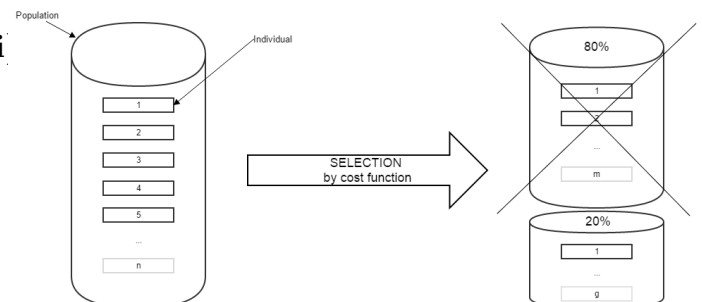 Population
i
Individual
1
2
3
4
5
...
n
SELECTION
by cost function
80%
1
2
...
m
20%
1
...
g